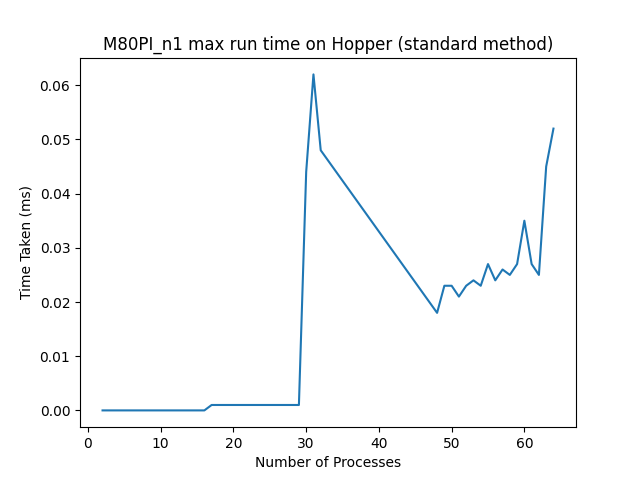 M80PI_n1 max run time on Hopper (standard method)
0.06
0.05
0.04
0.03
0.02
0.01
0.00
Time Taken (ms)
0 10 20 30 40 50 60
Number of Processes